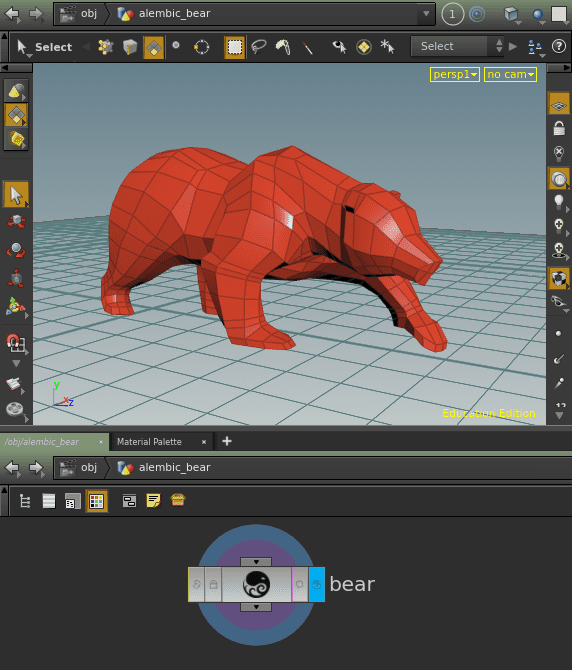 obj alembic_bear
1
Select
Select
?
persp1 no cam
y
x
z
Education Edition
/obj/alembic_bear × Material Palette × +
obj alembic_bear
bear